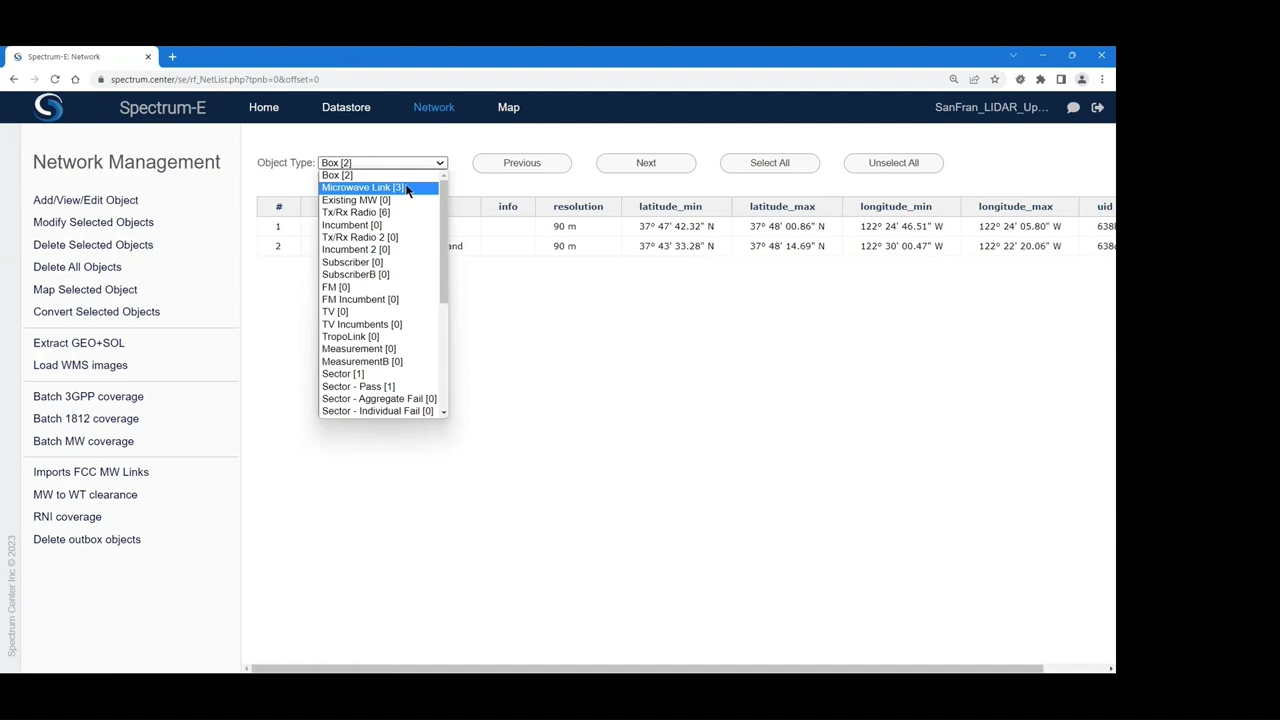 Spectrum-E: Network
spectrum.center/se/rf_NetList.php?tpnb=0&offset=0
Spectrum-E Home Datastore Network Map SanFran_LIDAR_Up...
Network Management
Add/View/Edit Object
Modify Selected Objects
Delete Selected Objects
Delete All Objects
Map Selected Object
Convert Selected Objects
Extract GEO+SOL
Load WMS images
Batch 3GPP coverage
Batch 1812 coverage
Batch MW coverage
Imports FCC MW Links
MW to WT clearance
RNI coverage
Delete outbox objects
Spectrum Center Inc © 2023
Object Type: Box [2] Previous Next Select All Unselect All
Box [2]
Microwave Link [3]
Existing MW [0]
Tx/Rx Radio [6]
Incumbent [0]
Tx/Rx Radio 2 [0]
Incumbent 2 [0]
Subscriber [0]
SubscriberB [0]
FM [0]
FM Incumbent [0]
TV [0]
TV Incumbents [0]
TropoLink [0]
Measurement [0]
MeasurementB [0]
Sector [1]
Sector - Pass [1]
Sector - Aggregate Fail [0]
Sector - Individual Fail [0]
# info resolution latitude_min latitude_max longitude_min longitude_max uid
1 90 m 37º 47' 42.32" N 37º 48' 00.86" N 122º 24' 46.51" W 122º 24' 05.80" W
2 and 90 m 37º 43' 33.28" N 37º 48' 14.69" N 122º 30' 00.47" W 122º 22' 20.06" W